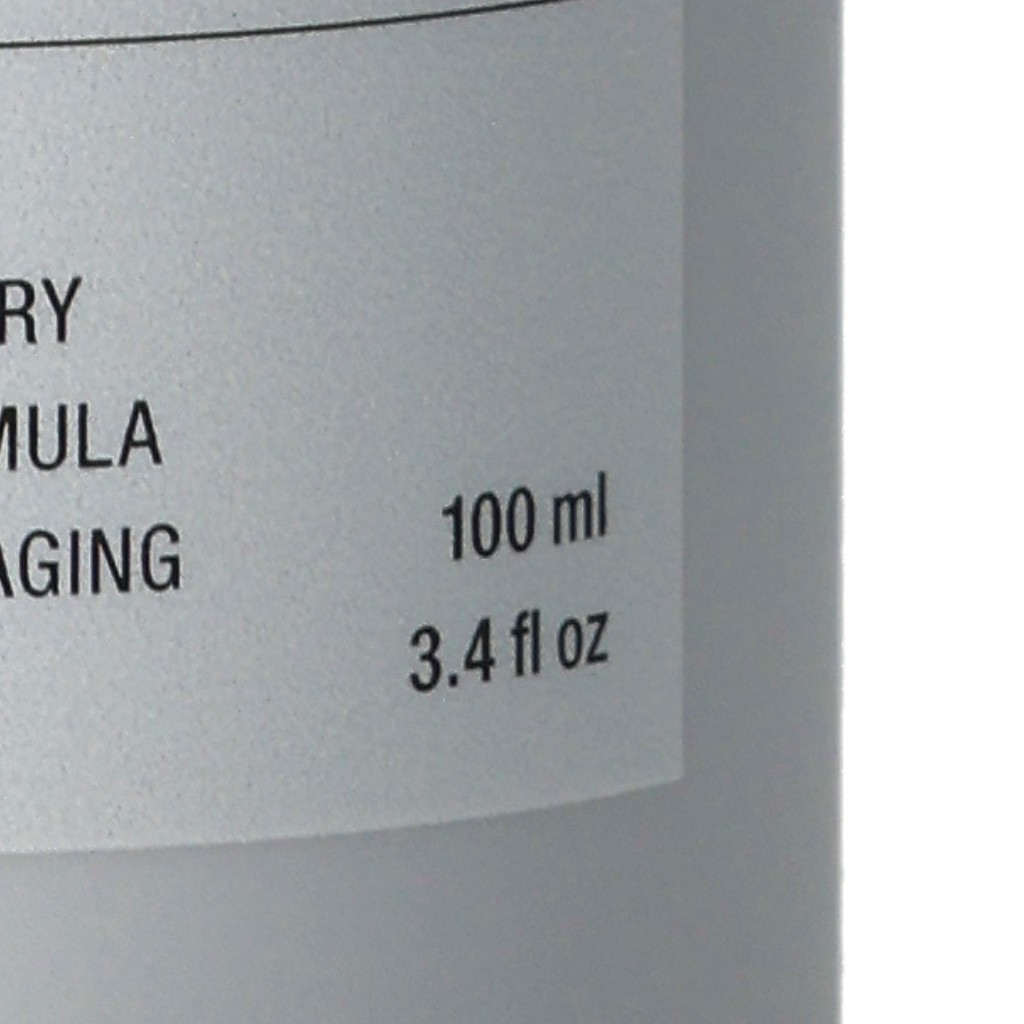 RY
MULA
AGING
100 ml
3.4 fl oz